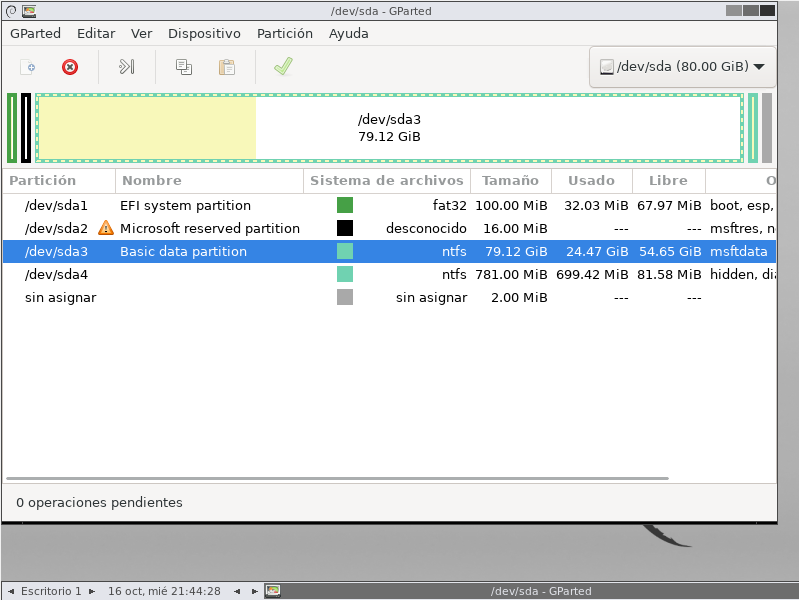 /dev/sda - GParted
GParted Editar Ver Dispositivo Partición Ayuda
/dev/sda (80.00 GiB)
/dev/sda3
79.12 GiB
Partición Nombre Sistema de archivos Tamaño Usado Libre O
/dev/sda1 EFI system partition fat32 100.00 MiB 32.03 MiB 67.97 MiB boot, esp,
/dev/sda2 Microsoft reserved partition desconocido 16.00 MiB --- --- msftres, n
/dev/sda3 Basic data partition ntfs 79.12 GiB 24.47 GiB 54.65 GiB msftdata
/dev/sda4 ntfs 781.00 MiB 699.42 MiB 81.58 MiB hidden, di
sin asignar sin asignar 2.00 MiB --- ---
0 operaciones pendientes
Escritorio 1 16 oct, mié 21:44:28 /dev/sda - GParted